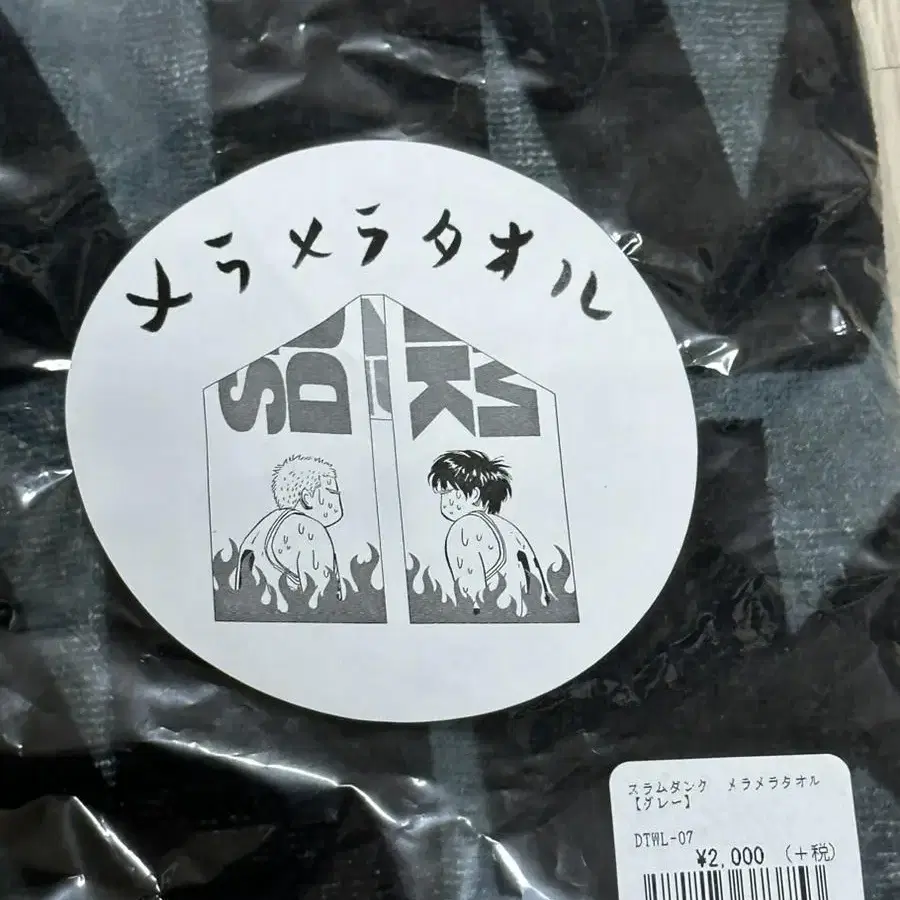 メラメラタオル
スラムダンク　メラメラタオル
【グレー】
DTWL-07
¥2,000 (+税)